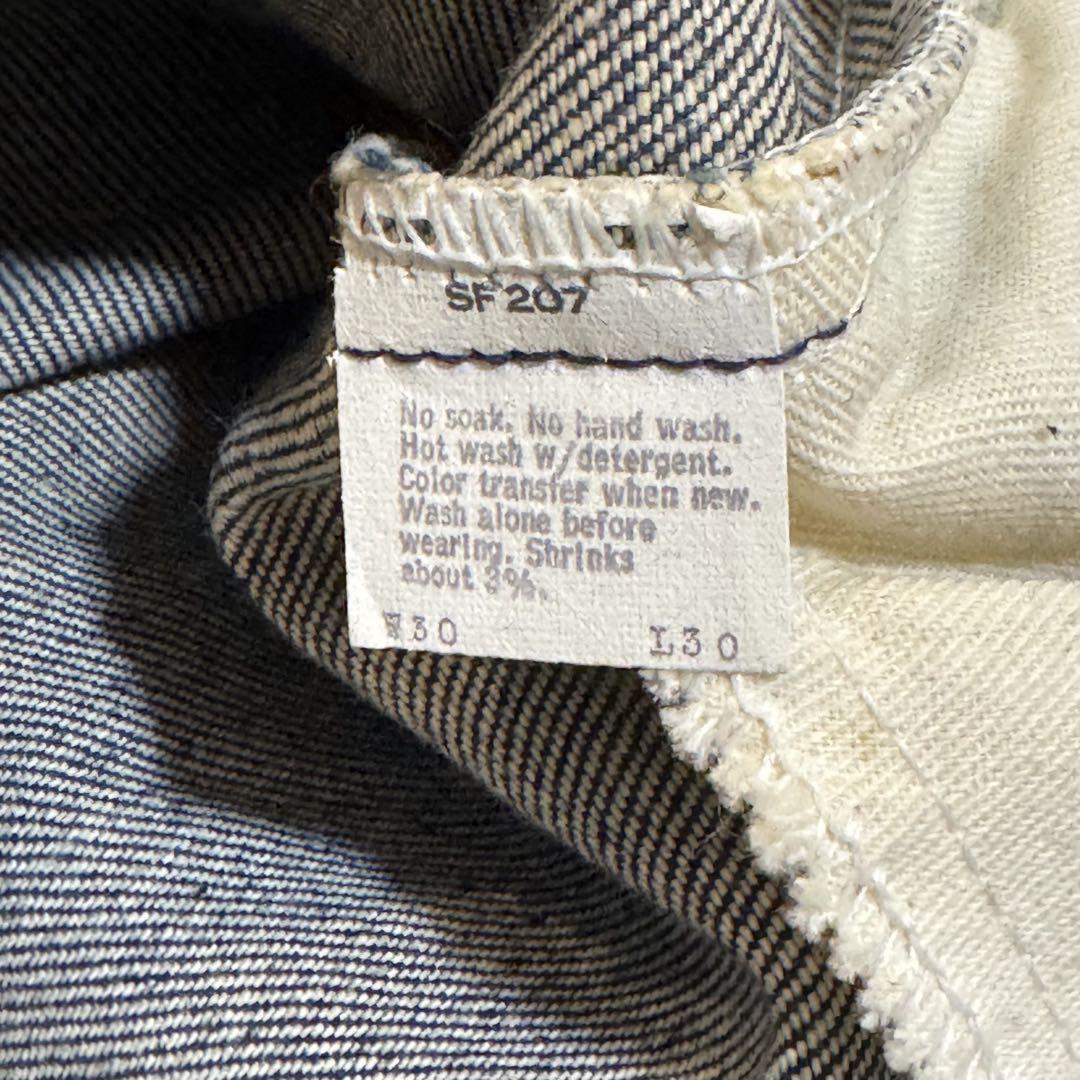 SF 207
No soak. No hand wash.
Hot wash w/detergent.
Color transfer when new.
Wash alone before
wearing. Shrinks
about 3%.
W30 L30